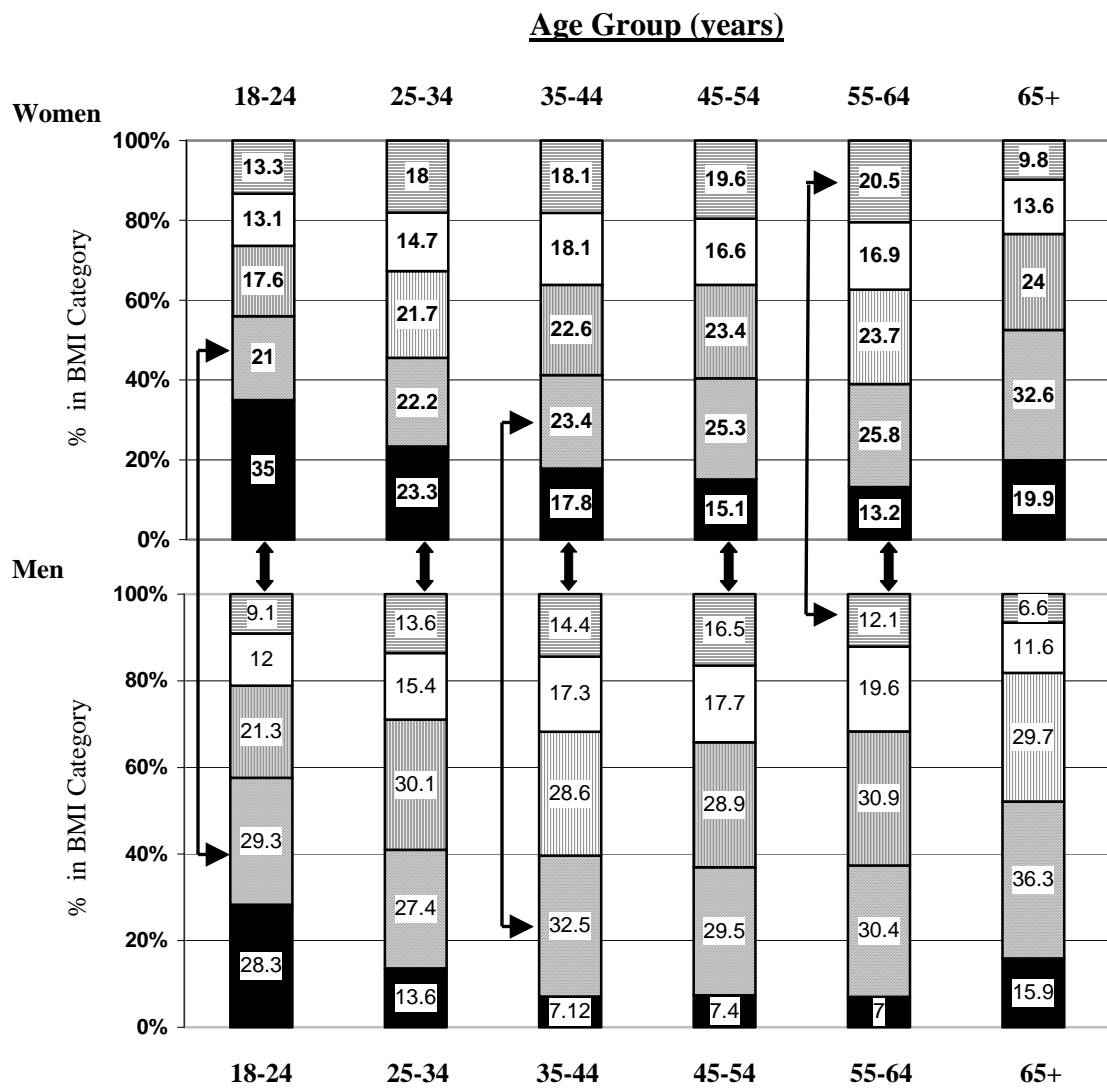 Age Group (years)
18-24 25-34 35-44 45-54 55-64 65+
Women
100%
13.3 18 18.1 19.6 20.5 9.8
80%
13.1 14.7 18.1 16.6 16.9 13.6
17.6 21.7 22.6 23.4 23.7 24
60%
21 22.2 23.4 25.3 25.8 32.6
40%
20%
35 23.3 17.8 15.1 13.2 19.9
0%
% in BMI Category
Men
100%
9.1 13.6 14.4 16.5 12.1 6.6
12 15.4 17.3 17.7 19.6 11.6
80%
21.3 30.1 28.6 28.9 30.9 29.7
60%
29.3 27.4 32.5 29.5 30.4 36.3
40%
20%
28.3 13.6 7.12 7.4 7 15.9
0%
% in BMI Category
18-24 25-34 35-44 45-54 55-64 65+